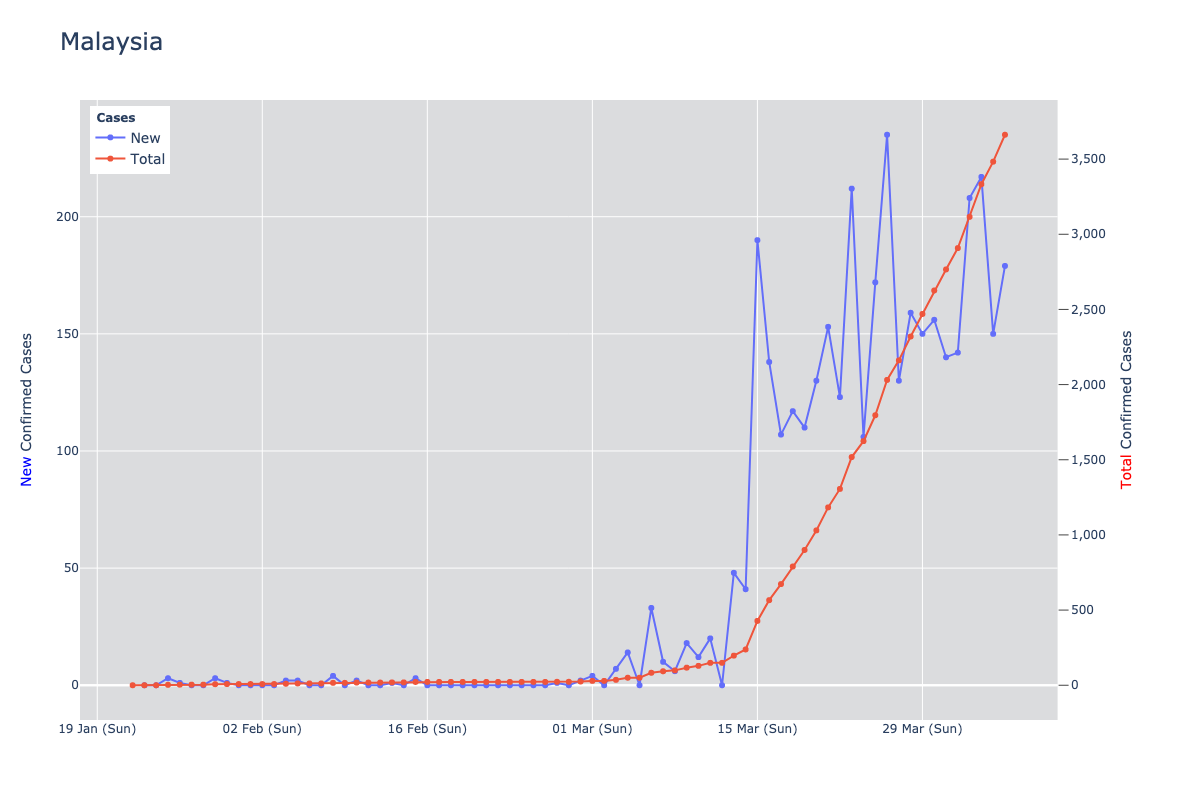 Malaysia
Cases
New
Total
200
150
100
50
0
New Confirmed Cases
3,500
3,000
2,500
2,000
1,500
1,000
500
0
Total Confirmed Cases
19 Jan (Sun)
02 Feb (Sun)
16 Feb (Sun)
01 Mar (Sun)
15 Mar (Sun)
29 Mar (Sun)